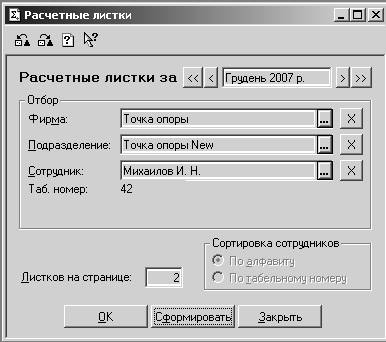 Расчетные листки
Расчетные листки за << < Грудень 2007 р. > >>
Отбор
Фирма: Точка опоры ... X
Подразделение: Точка опоры New ... X
Сотрудник: Михаилов И. Н. ... X
Таб. номер: 42
Сортировка сотрудников
По алфавиту
Листков на странице: 2
По табельному номеру
OK Сформировать Закрыть